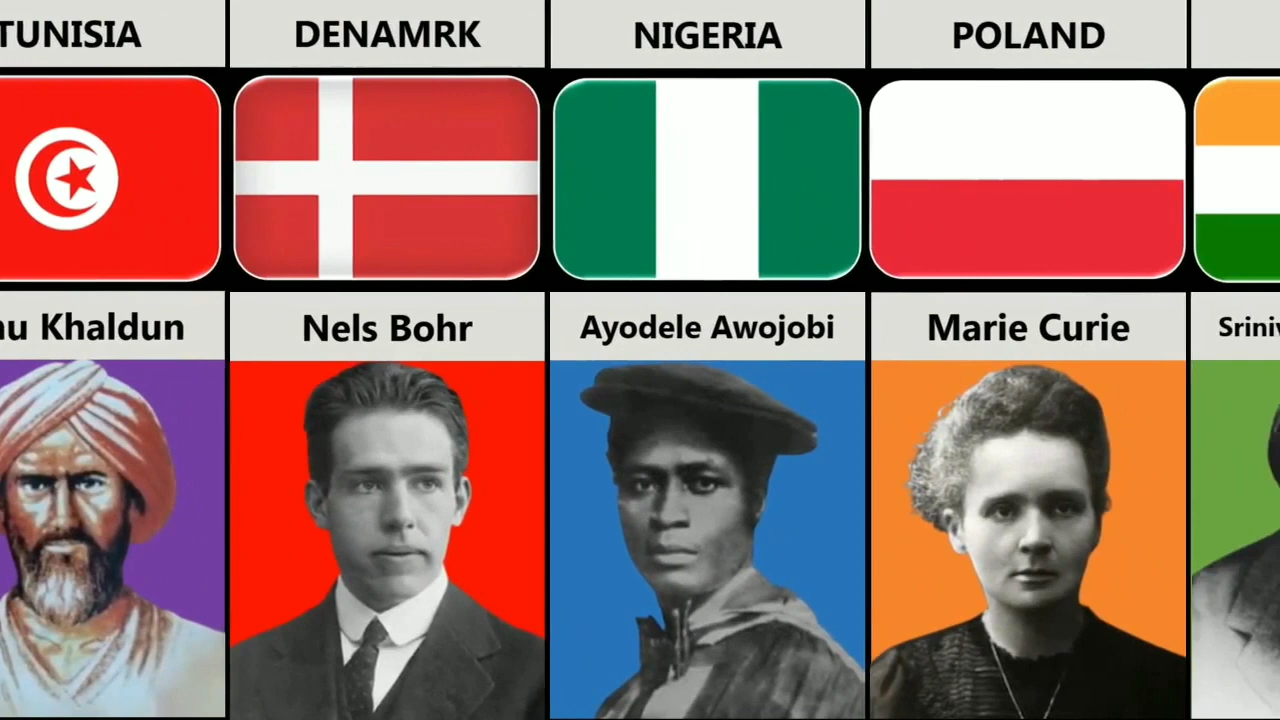 TUNISIA
DENAMRK
NIGERIA
POLAND
Khaldun
Nels Bohr
Ayodele Awojobi
Marie Curie